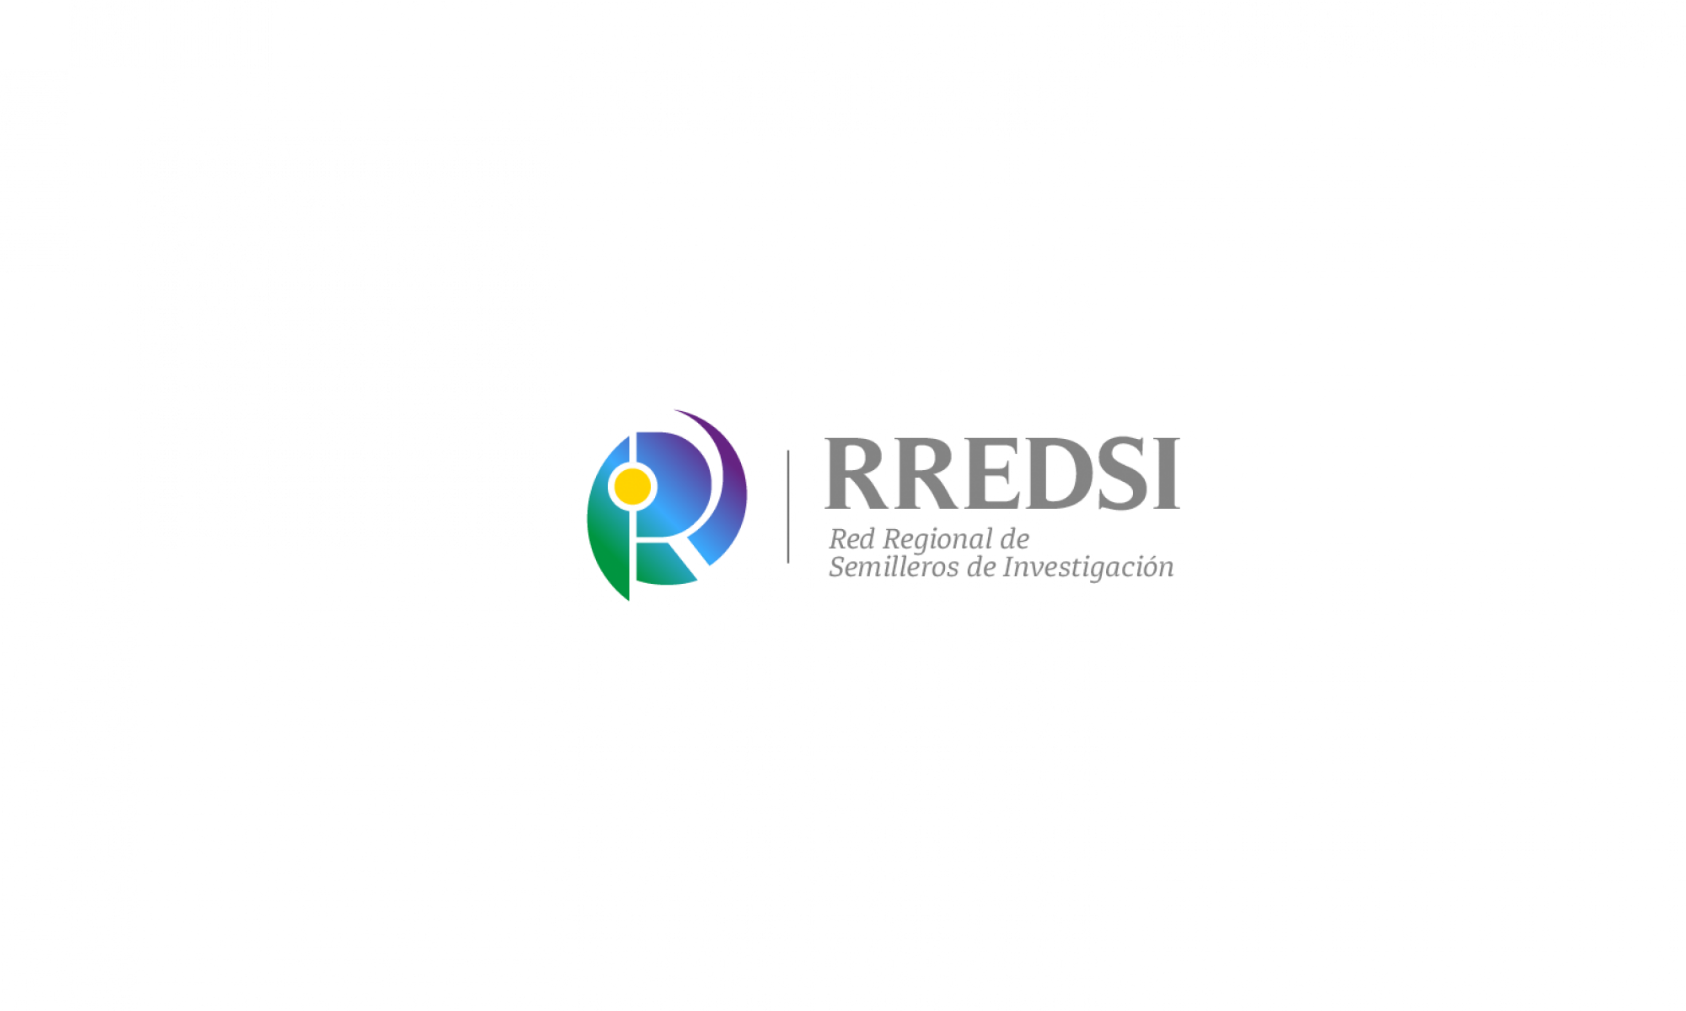 RREDSI
Red Regional de
Semilleros de Investigación